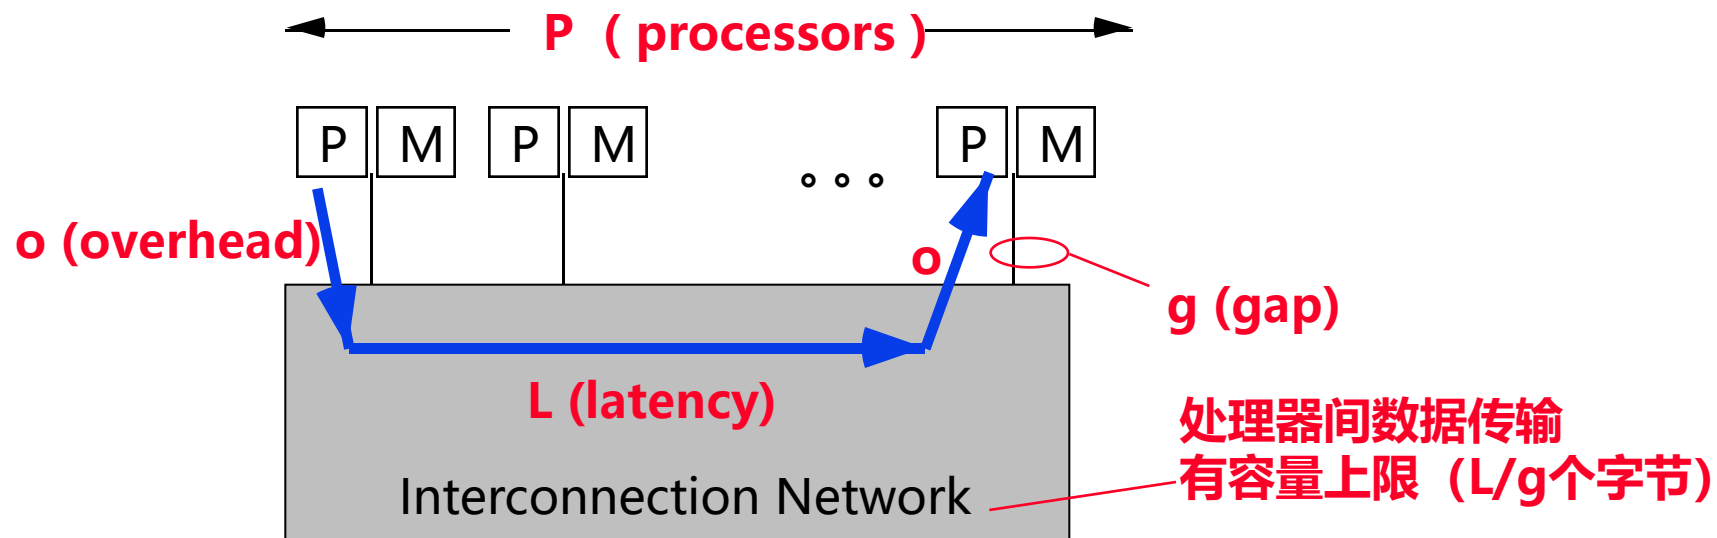 P （ processors ）
P M P M P M
o (overhead)
o
g (gap)
L (latency)
处理器间数据传输
有容量上限（L/g个字节）
Interconnection Network